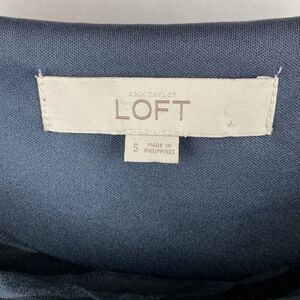 ANN TAYLOR
LOFT
S
MADE IN
PHILIPPINES